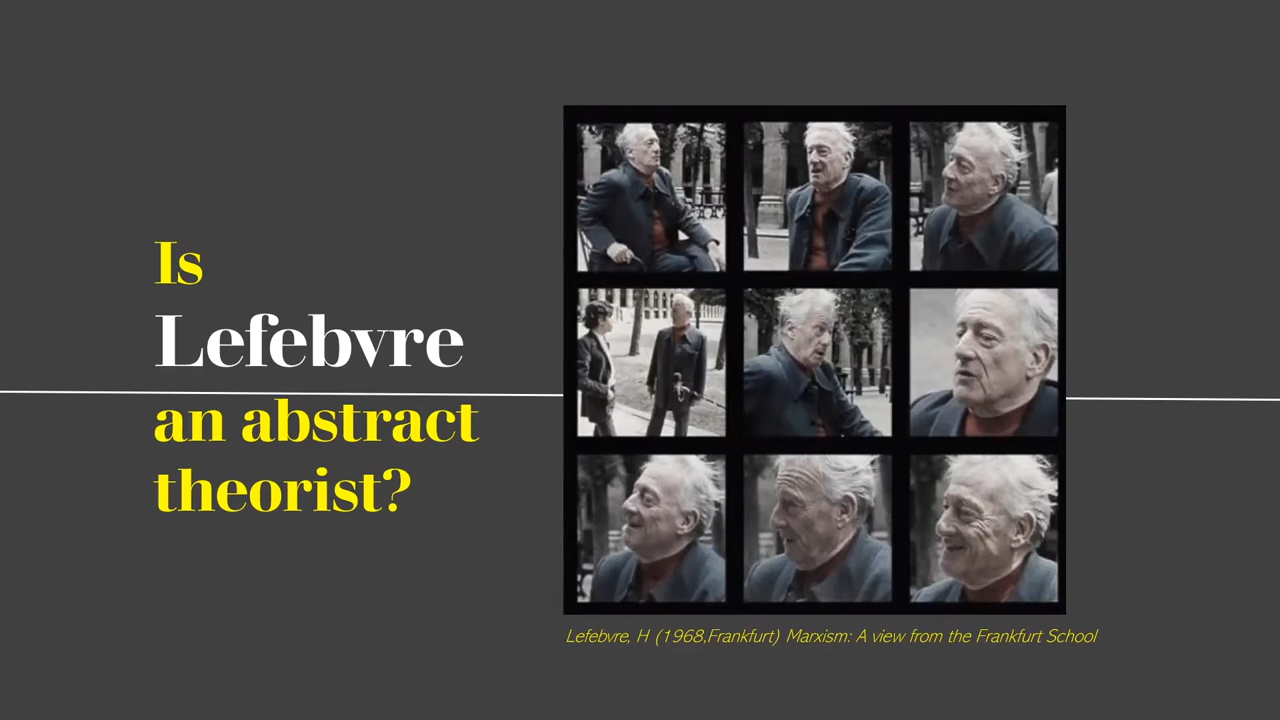 Is
Lefebvre
an abstract
theorist?
Lefebvre, H (1968,Frankfurt) Marxism: A view from the Frankfurt School